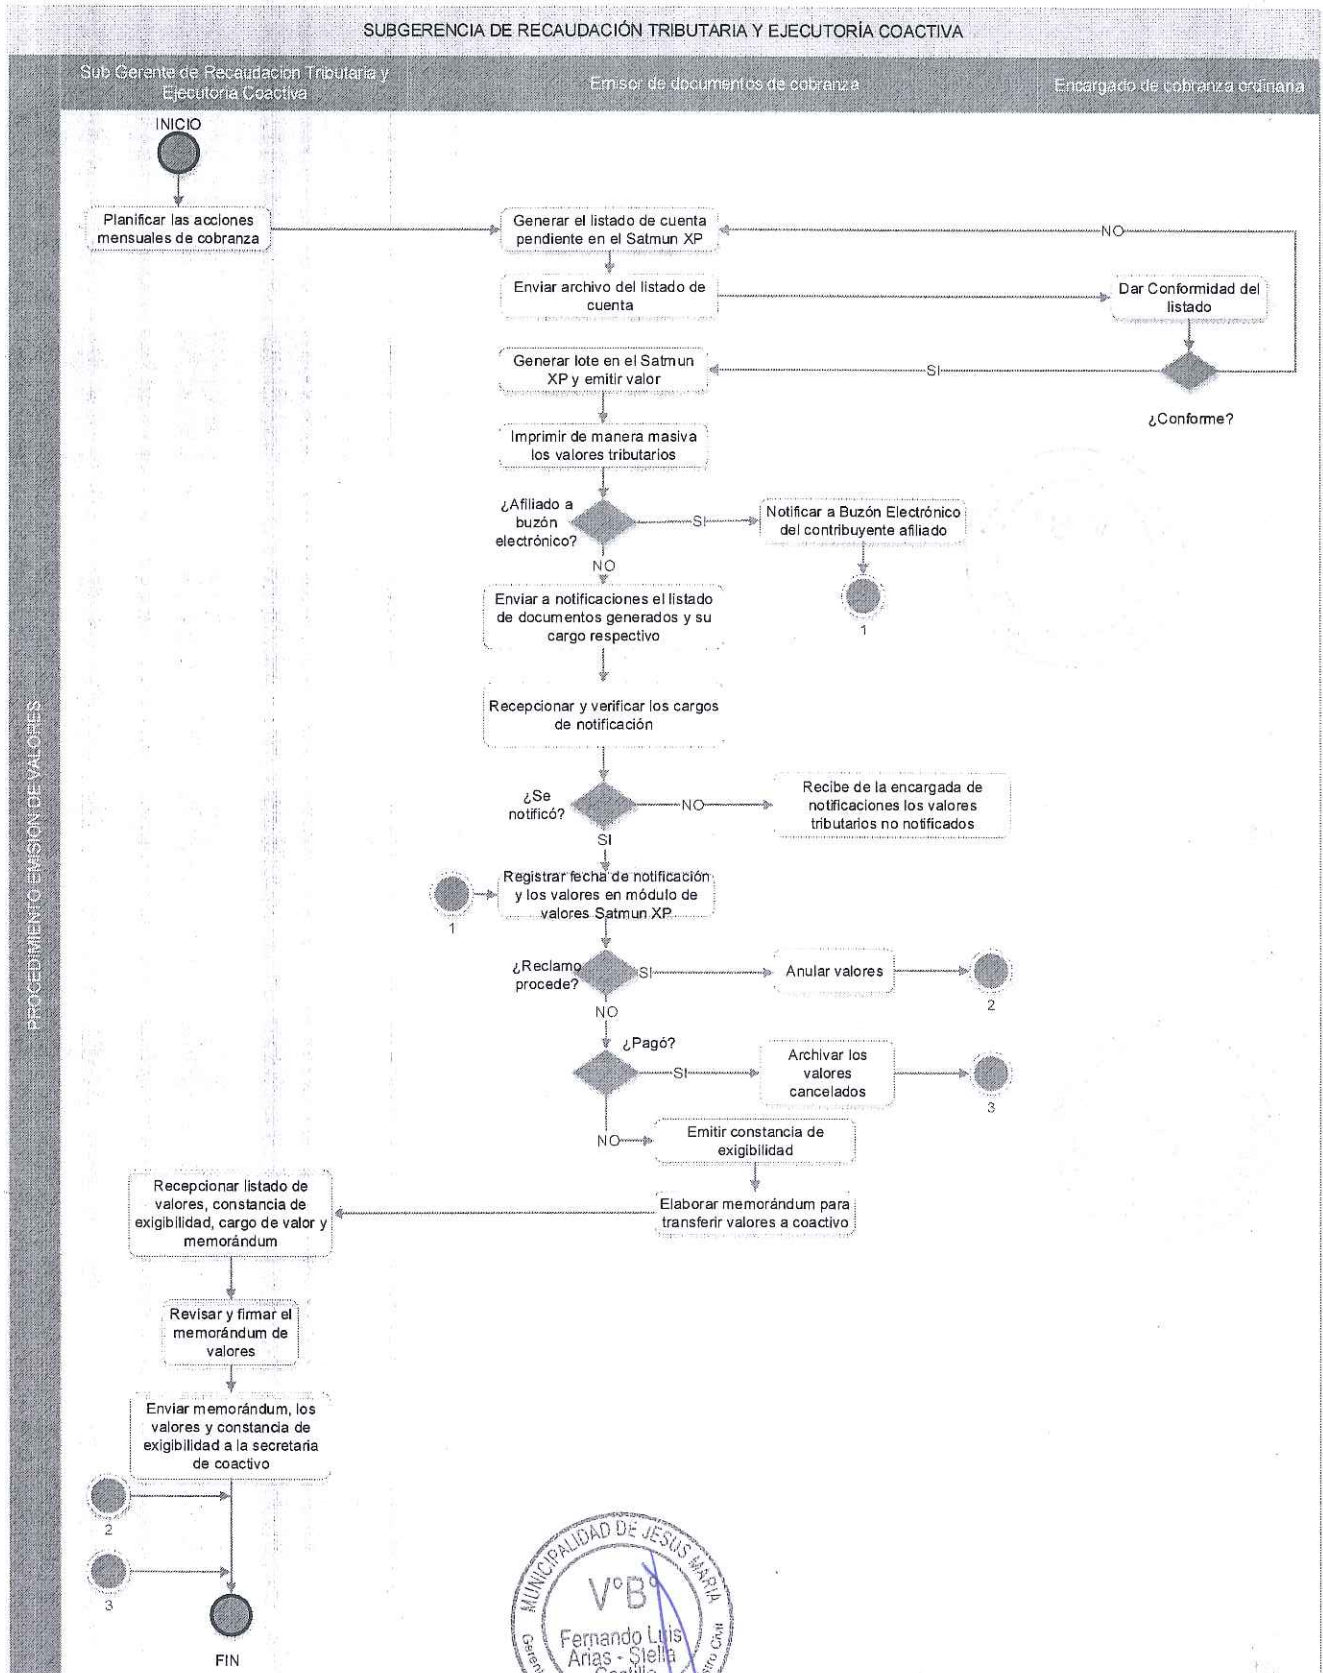 SUBGERENCIA DE RECAUDACIÓN TRIBUTARIA Y EJECUTORÍA COACTIVA
Sub Gerente de Recaudacion Tributaria y
Ejecutoria Coactiva
Emisor de documentos de cobranza
Encargado de cobranza ordinaria
PROCEDIMIENTO EMISION DE VALORES
INICIO
Planificar las acciones
mensuales de cobranza
Generar el listado de cuenta
pendiente en el Satmun XP
NO
Enviar archivo del listado de
cuenta
Dar Conformidad del
listado
Generar lote en el Satmun
XP y emitir valor
SI
¿Conforme?
Imprimir de manera masiva
los valores tributarios
¿Afiliado a
buzón
electrónico?
SI
Notificar a Buzón Electrónico
del contribuyente afiliado
NO
1
Enviar a notificaciones el listado
de documentos generados y su
cargo respectivo
Recepcionar y verificar los cargos
de notificación
¿Se
notificó?
NO
Recibe de la encargada de
notificaciones los valores
tributarios no notificados
SI
Registrar fecha de notificación
y los valores en módulo de
valores Satmun XP
1
¿Reclamo
procede?
SI
Anular valores
2
NO
¿Pagó?
SI
Archivar los
valores
cancelados
3
NO
Emitir constancia de
exigibilidad
Elaborar memorándum para
transferir valores a coactivo
Recepcionar listado de
valores, constancia de
exigibilidad, cargo de valor y
memorándum
Revisar y firmar el
memorándum de
valores
Enviar memorándum, los
valores y constancia de
exigibilidad a la secretaria
de coactivo
2
3
FIN
MUNICIPALIDAD DE JESUS MARIA
V°B°
Fernando Luis
Arias - Stella